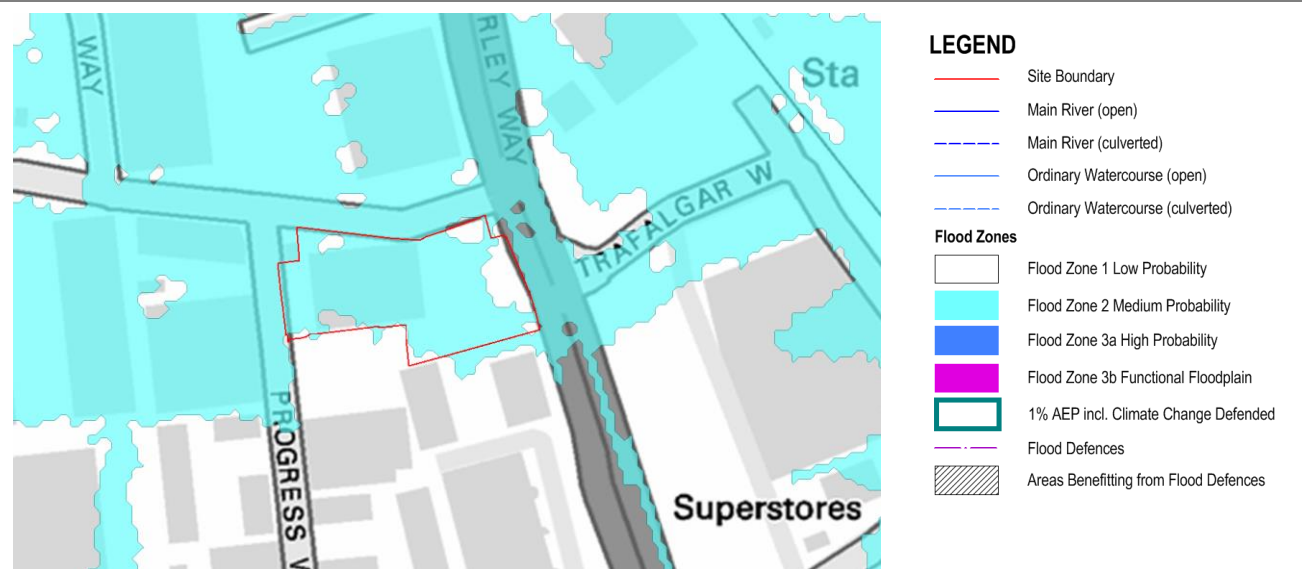 WAY
RLEY WAY
Sta
TRAFALGAR W
PROGRESS W
Superstores
LEGEND
Site Boundary
Main River (open)
Main River (culverted)
Ordinary Watercourse (open)
Ordinary Watercourse (culverted)
Flood Zones
Flood Zone 1 Low Probability
Flood Zone 2 Medium Probability
Flood Zone 3a High Probability
Flood Zone 3b Functional Floodplain
1% AEP incl. Climate Change Defended
Flood Defences
Areas Benefitting from Flood Defences